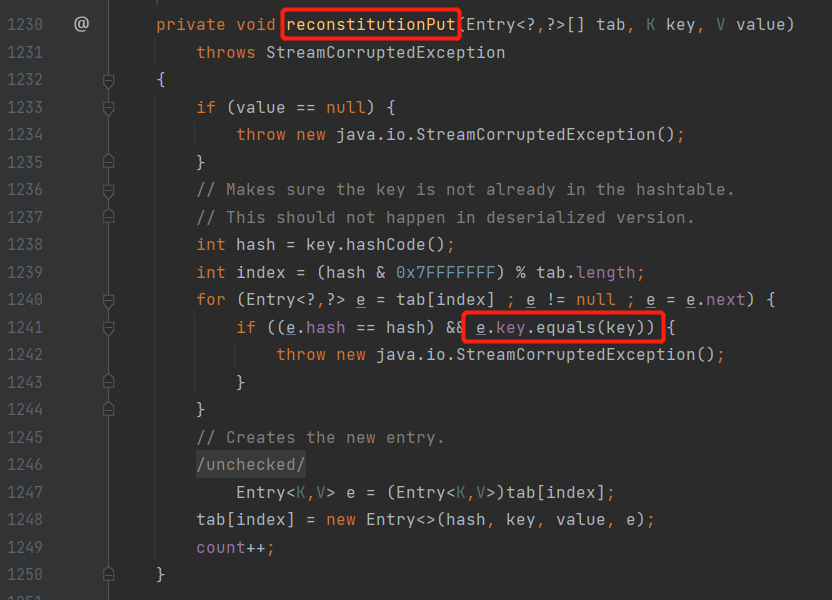 1230 @ private void reconstitutionPut(Entry<?,?>[] tab, K key, V value)
1231 throws StreamCorruptedException
1232 {
1233 if (value == null) {
1234 throw new java.io.StreamCorruptedException();
1235 }
1236 // Makes sure the key is not already in the hashtable.
1237 // This should not happen in deserialized version.
1238 int hash = key.hashCode();
1239 int index = (hash & 0x7FFFFFFF) % tab.length;
1240 for (Entry<?,?> e = tab[index] ; e != null ; e = e.next) {
1241 if ((e.hash == hash) && e.key.equals(key)) {
1242 throw new java.io.StreamCorruptedException();
1243 }
1244 }
1245 // Creates the new entry.
1246 /unchecked/
1247 Entry<K,V> e = (Entry<K,V>)tab[index];
1248 tab[index] = new Entry<>(hash, key, value, e);
1249 count++;
1250 }